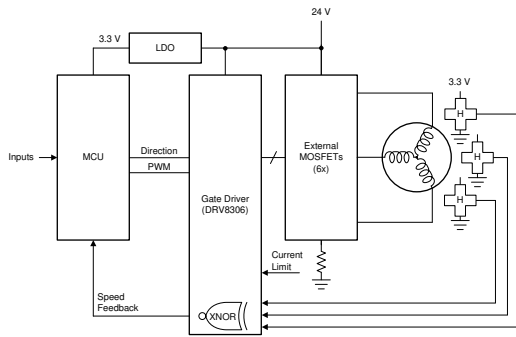 24 V
3.3 V
LDO
3.3 V
H
MCU
Inputs
Direction
PWM
Gate Driver
(DRV8306)
External
MOSFETs
(6x)
H
H
Current
Limit
Speed
Feedback
XNOR